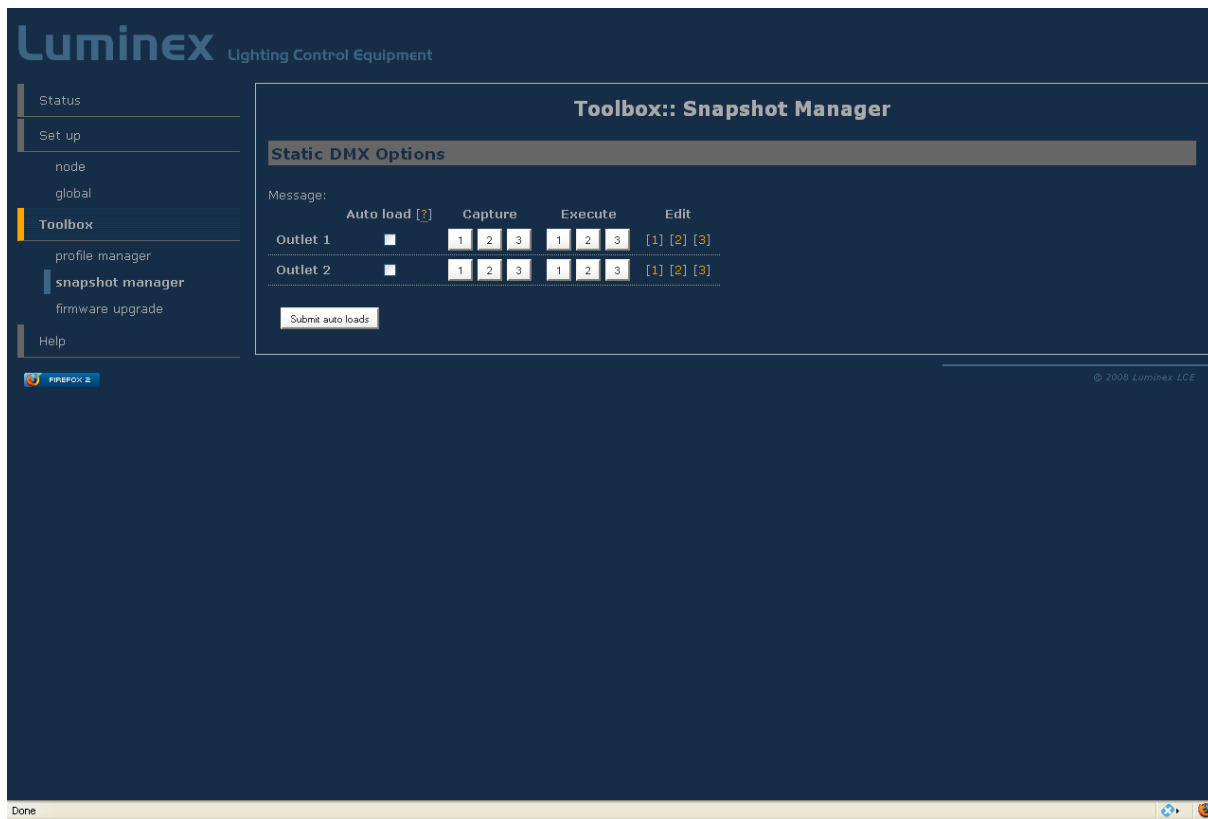 Luminex Lighting Control Equipment
Status
Set up
node
global
Toolbox
profile manager
snapshot manager
firmware upgrade
Help
FIREFOX 2
Toolbox:: Snapshot Manager
Static DMX Options
Message:
Auto load [?] Capture Execute Edit
Outlet 1 1 2 3 1 2 3 [1] [2] [3]
Outlet 2 1 2 3 1 2 3 [1] [2] [3]
Submit auto loads
© 2008 Luminex LCE
Done